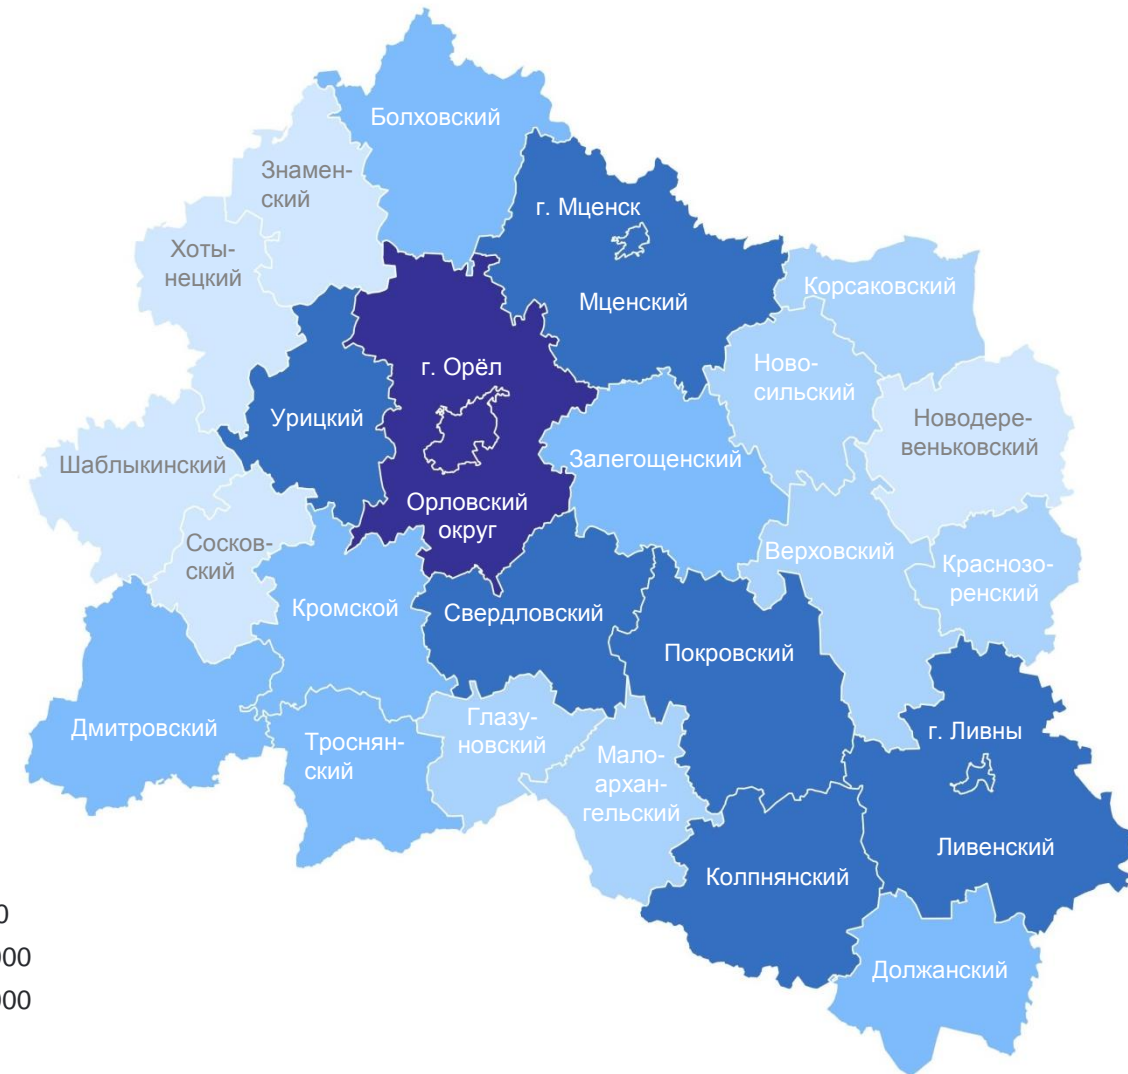 Болховский
Знамен-
ский
г. Мценск
Хоты-
нецкий
Мценский
Корсаковский
г. Орёл
Ново-
сильский
Урицкий
Новодере-
веньковский
Шаблыкинский
Залегощенский
Орловский
округ
Сосков-
ский
Верховский
Краснозо-
ренский
Кромской
Свердловский
Покровский
Дмитровский
Глазу-
новский
г. Ливны
Троснян-
ский
Мало-
архан-
гельский
Ливенский
Колпнянский
Должанский